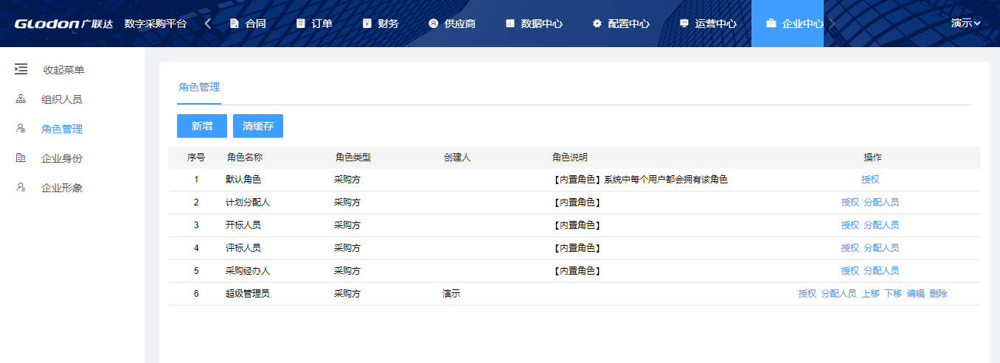 GLodon广联达 数字采购平台 合同 订单 财务 供应商 数据中心 配置中心 运营中心 企业中心 演示
收起菜单
组织人员
角色管理
企业身份
企业形象
角色管理
新增 清缓存
序号 角色名称 角色类型 创建人 角色说明 操作
1 默认角色 采购方 【内置角色】系统中每个用户都会拥有该角色 授权
2 计划分配人 采购方 【内置角色】 授权 分配人员
3 开标人员 采购方 【内置角色】 授权 分配人员
4 评标人员 采购方 【内置角色】 授权 分配人员
5 采购经办人 采购方 【内置角色】 授权 分配人员
6 超级管理员 采购方 演示 授权 分配人员 上移 下移 编辑 删除